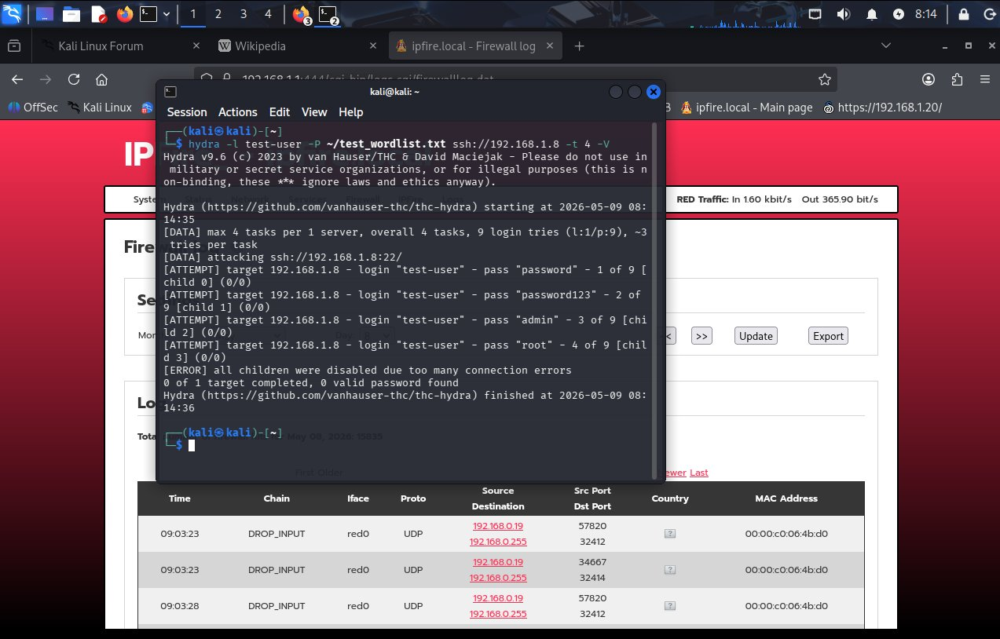 1 2 3 4 3 2 8:14
Kali Linux Forum Wikipedia ipfire.local - Firewall log
192.168.1.1:444/cgi-bin/logs.cgi/firewalllog.dat
OffSec Kali Linux ipfire.local - Main page https://192.168.1.20/
kali@kali: ~
Session Actions Edit View Help
┌──(kali㉿kali)-[~]
└─$ hydra -l test-user -P ~/test_wordlist.txt ssh://192.168.1.8 -t 4 -V
Hydra v9.6 (c) 2023 by van Hauser/THC & David Maciejak - Please do not use in
military or secret service organizations, or for illegal purposes (this is n
on-binding, these *** ignore laws and ethics anyway).
Hydra (https://github.com/vanhauser-thc/thc-hydra) starting at 2026-05-09 08:
14:35
[DATA] max 4 tasks per 1 server, overall 4 tasks, 9 login tries (l:1/p:9), ~3
tries per task
[DATA] attacking ssh://192.168.1.8:22/
[ATTEMPT] target 192.168.1.8 - login "test-user" - pass "password" - 1 of 9 [
child 0] (0/0)
[ATTEMPT] target 192.168.1.8 - login "test-user" - pass "password123" - 2 of
9 [child 1] (0/0)
[ATTEMPT] target 192.168.1.8 - login "test-user" - pass "admin" - 3 of 9 [chi
ld 2] (0/0)
[ATTEMPT] target 192.168.1.8 - login "test-user" - pass "root" - 4 of 9 [chil
d 3] (0/0)
[ERROR] all children were disabled due too many connection errors
0 of 1 target completed, 0 valid password found
Hydra (https://github.com/vanhauser-thc/thc-hydra) finished at 2026-05-09 08:
14:36
┌──(kali㉿kali)-[~]
└─$
IP
Syste
RED Traffic: In 1.60 kbit/s Out 365.90 bit/s
Fire
Se
Mon Day: 8 << >> Update Export
Lo
Tota May 08, 2026: 15835
First Older ewer Last
Time Chain Iface Proto Source Src Port Country MAC Address
Destination Dst Port
09:03:23 DROP_INPUT red0 UDP 192.168.0.19 57820 ? 00:00:c0:06:4b:d0
192.168.0.255 32412
09:03:23 DROP_INPUT red0 UDP 192.168.0.19 34667 ? 00:00:c0:06:4b:d0
192.168.0.255 32414
09:03:28 DROP_INPUT red0 UDP 192.168.0.19 57820 ? 00:00:c0:06:4b:d0
192.168.0.255 32412